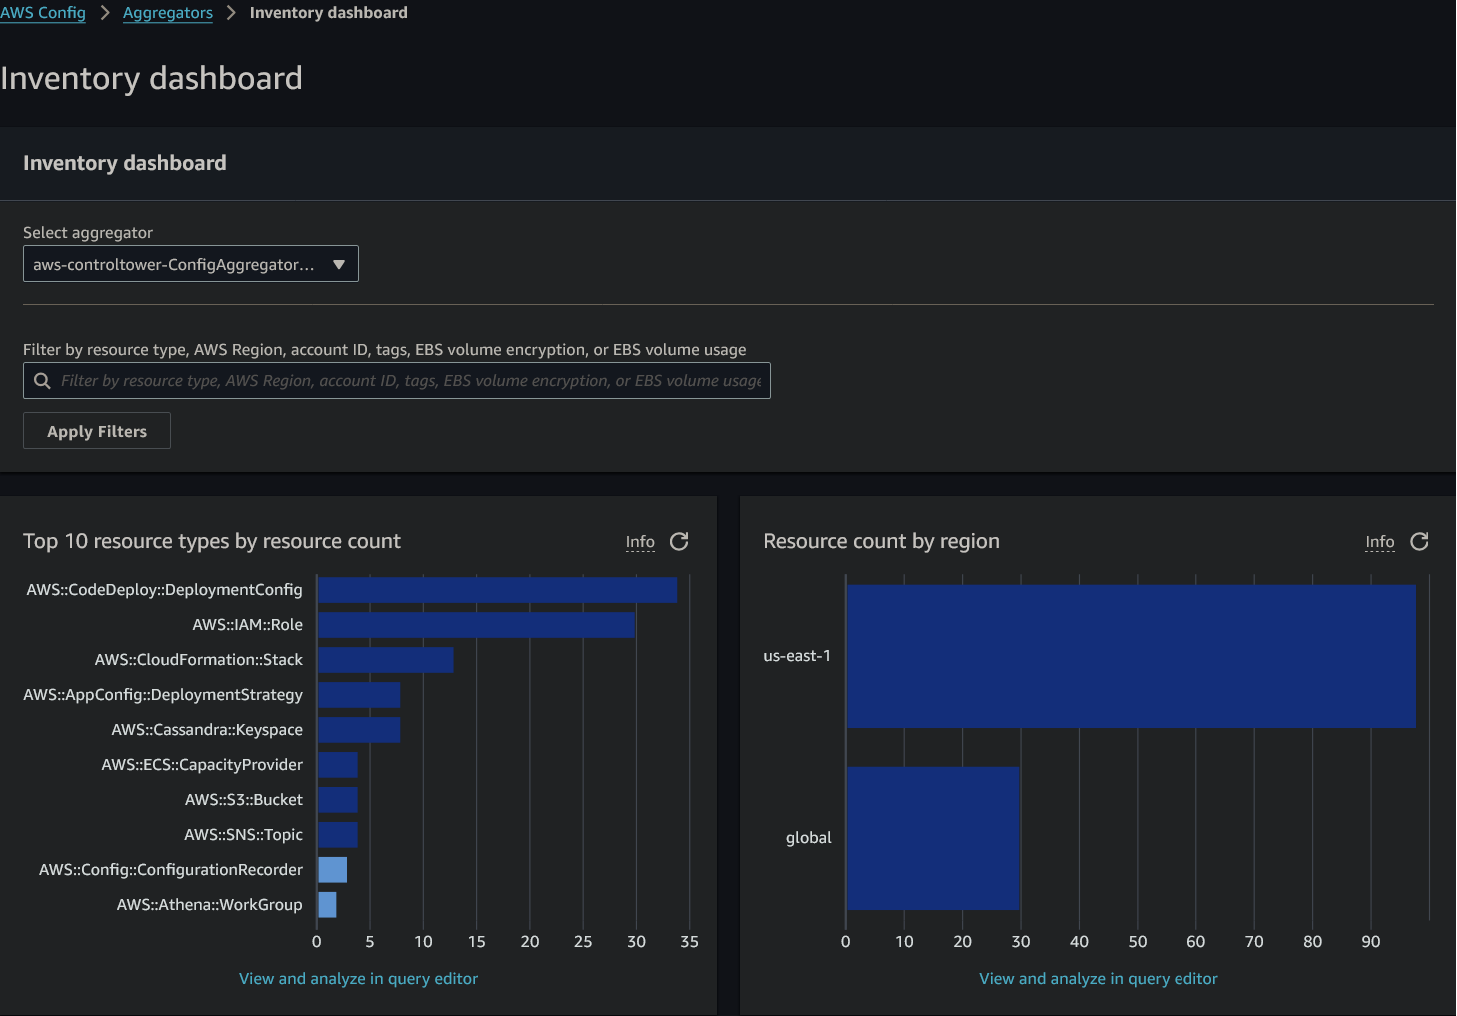 AWS Config > Aggregators > Inventory dashboard
Inventory dashboard
Inventory dashboard
Select aggregator
aws-controltower-ConfigAggregator...
Filter by resource type, AWS Region, account ID, tags, EBS volume encryption, or EBS volume usage
Filter by resource type, AWS Region, account ID, tags, EBS volume encryption, or EBS volume usage
Apply Filters
Top 10 resource types by resource count Info
AWS::CodeDeploy::DeploymentConfig
AWS::IAM::Role
AWS::CloudFormation::Stack
AWS::AppConfig::DeploymentStrategy
AWS::Cassandra::Keyspace
AWS::ECS::CapacityProvider
AWS::S3::Bucket
AWS::SNS::Topic
AWS::Config::ConfigurationRecorder
AWS::Athena::WorkGroup
0 5 10 15 20 25 30 35
View and analyze in query editor
Resource count by region Info
us-east-1
global
0 10 20 30 40 50 60 70 80 90
View and analyze in query editor